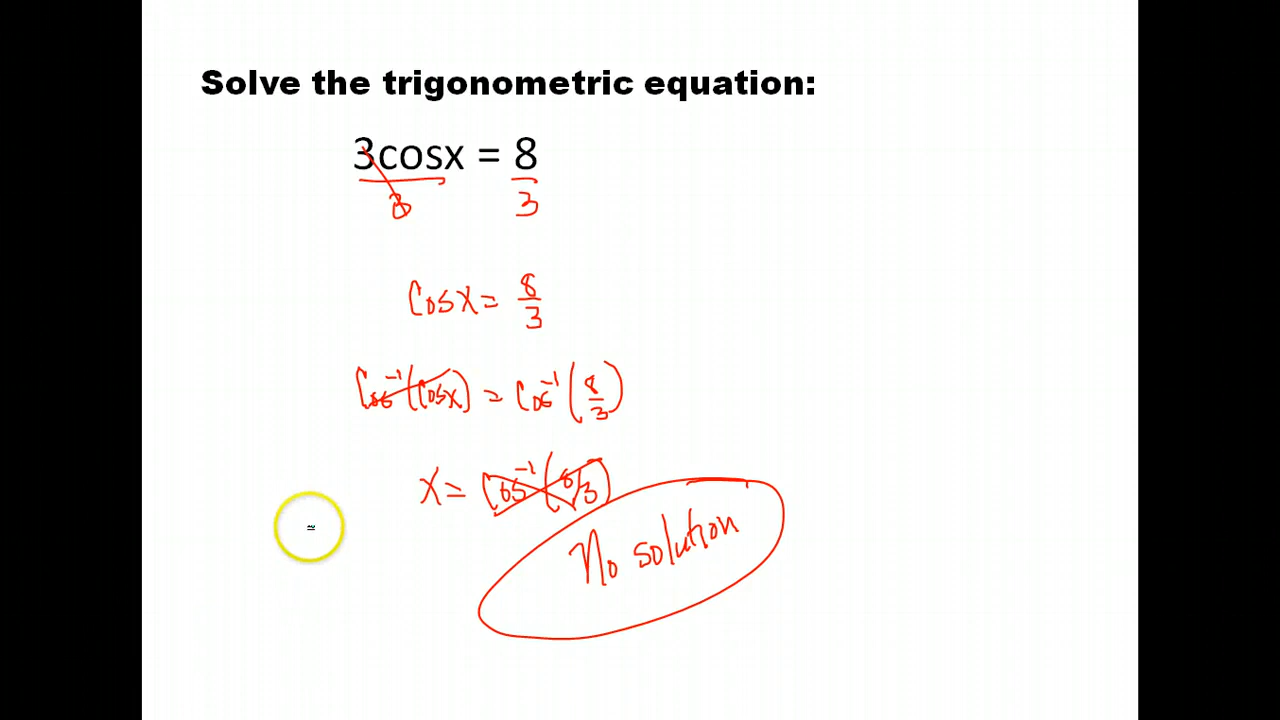 Solve the trigonometric equation:
3cosx = 8
3 3
Cosx = 8/3
Cos⁻¹(Cosx) = Cos⁻¹(8/3)
x = Cos⁻¹(8/3)
No solution